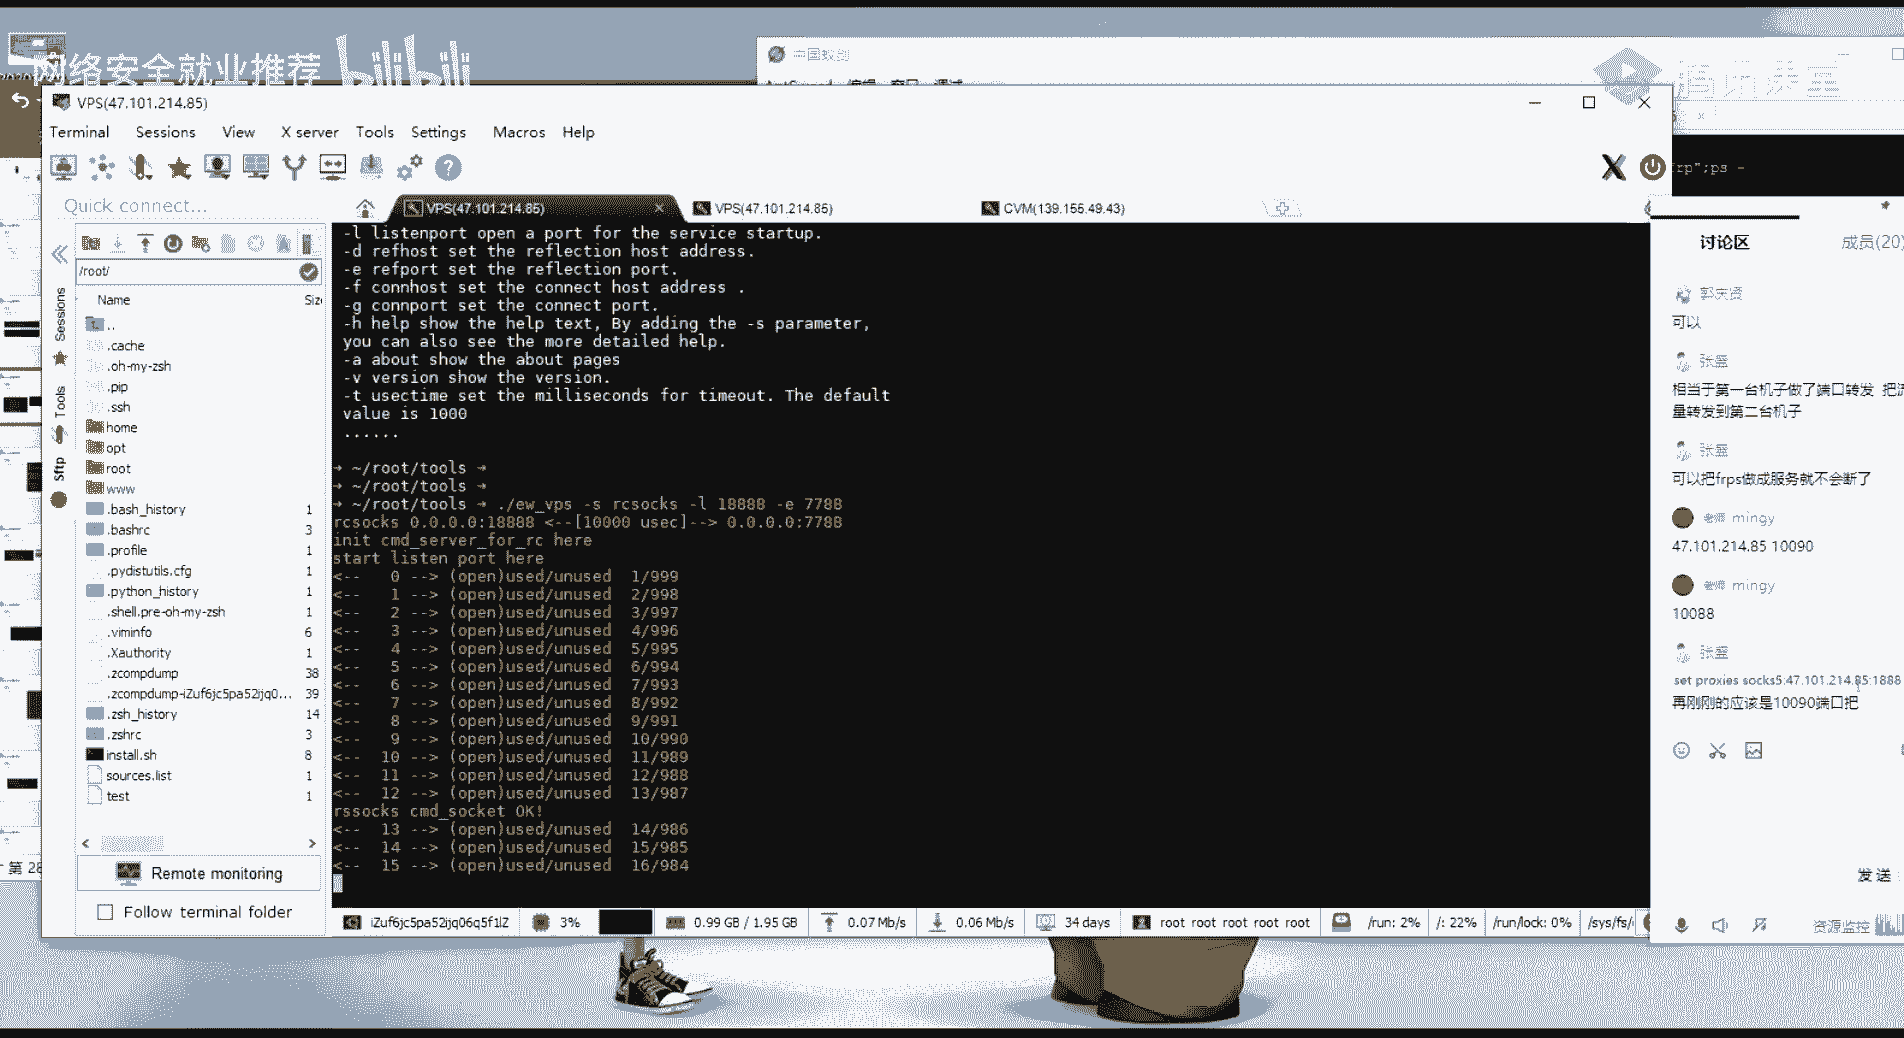 网络安全就业推荐 bilibili
中国蚁剑
腾讯课堂
VPS(47.101.214.85)
Terminal Sessions View X server Tools Settings Macros Help
rp";ps -
Quick connect...
VPS(47.101.214.85)
VPS(47.101.214.85)
CVM(139.155.49.43)
/root/
Name
Sessions
Tools
Sftp
..
.cache
.oh-my-zsh
.pip
.ssh
home
opt
root
www
.bash_history 1
.bashrc 3
.profile 1
.pydistutils.cfg 1
.python_history 1
.shell.pre-oh-my-zsh 1
.viminfo 6
.Xauthority 1
.zcompdump 38
.zcompdump-iZuf6jc5pa52ijq0... 39
.zsh_history 14
.zshrc 3
install.sh 8
sources.list 1
test 1
Remote monitoring
Follow terminal folder
-l listenport open a port for the service startup.
-d refhost set the reflection host address.
-e refport set the reflection port.
-f connhost set the connect host address .
-g connport set the connect port.
-h help show the help text, By adding the -s parameter,
you can also see the more detailed help.
-a about show the about pages
-v version show the version.
-t usectime set the milliseconds for timeout. The default
value is 1000
......
→ ~/root/tools →
→ ~/root/tools →
→ ~/root/tools → ./ew_vps -s rcsocks -l 18888 -e 7788
rcsocks 0.0.0.0:18888 <--[10000 usec]--> 0.0.0.0:7788
init cmd_server_for_rc here
start listen port here
<-- 0 --> (open)used/unused 1/999
<-- 1 --> (open)used/unused 2/998
<-- 2 --> (open)used/unused 3/997
<-- 3 --> (open)used/unused 4/996
<-- 4 --> (open)used/unused 5/995
<-- 5 --> (open)used/unused 6/994
<-- 6 --> (open)used/unused 7/993
<-- 7 --> (open)used/unused 8/992
<-- 8 --> (open)used/unused 9/991
<-- 9 --> (open)used/unused 10/990
<-- 10 --> (open)used/unused 11/989
<-- 11 --> (open)used/unused 12/988
<-- 12 --> (open)used/unused 13/987
rssocks cmd_socket OK!
<-- 13 --> (open)used/unused 14/986
<-- 14 --> (open)used/unused 15/985
<-- 15 --> (open)used/unused 16/984
iZuf6jc5pa52ijq06q5f1lZ 3% 0.99 GB / 1.95 GB 0.07 Mb/s 0.06 Mb/s 34 days root root root root root /run: 2% /: 22% /run/lock: 0% /sys/fs/
讨论区 成员(20)
可以
张盛
相当于第一台机子做了端口转发 把流
量转发到第二台机子
张盛
可以把frps做成服务就不会断了
老师 mingy
47.101.214.85 10090
老师 mingy
10088
张盛
set proxies socks5:47.101.214.85:1888
再刚刚的应该是10090端口把
发送
资源监控